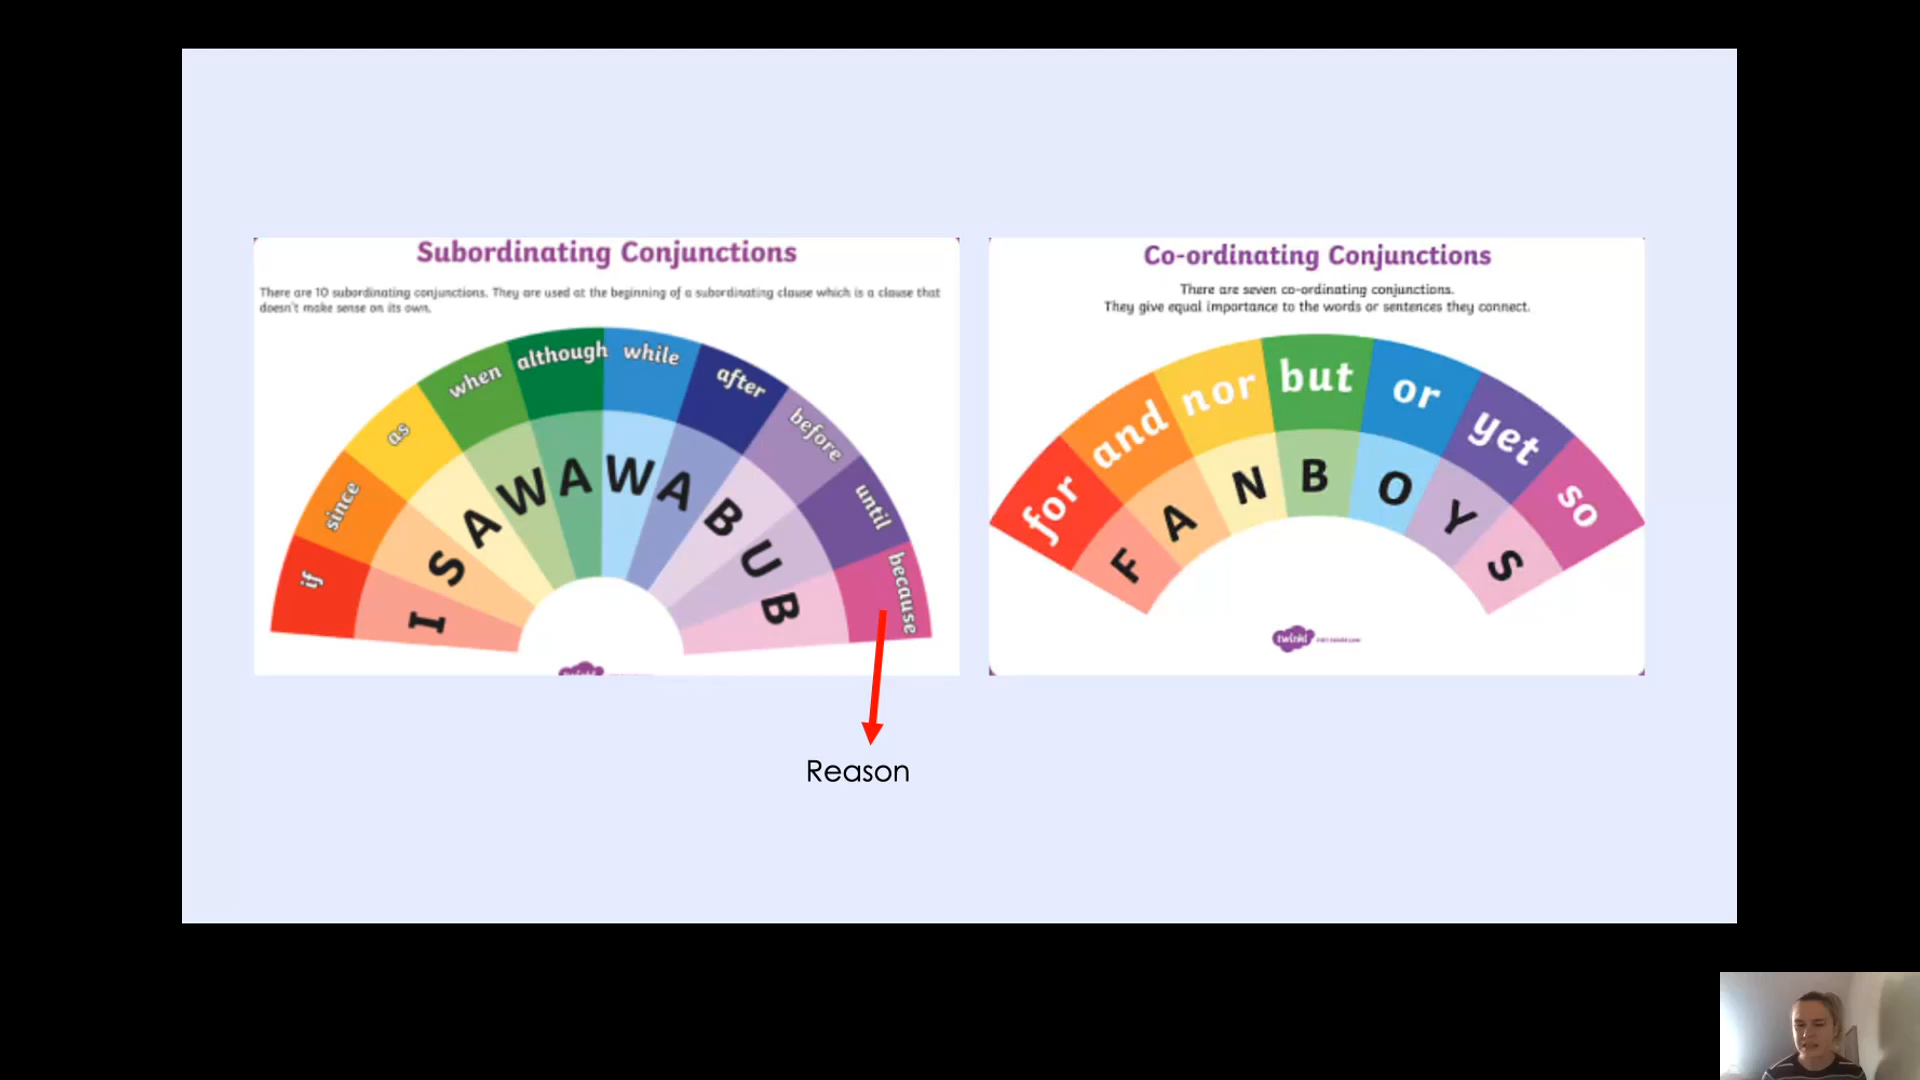 Subordinating Conjunctions
There are 10 subordinating conjunctions. They are used at the beginning of a subordinating clause which is a clause that
doesn't make sense on its own.
if
since
as
when
although
while
after
before
until
because
I
S
A
W
A
W
A
B
U
B
Reason
Co-ordinating Conjunctions
There are seven co-ordinating conjunctions.
They give equal importance to the words or sentences they connect.
for
and
nor
but
or
yet
so
F
A
N
B
O
Y
S
twinkl